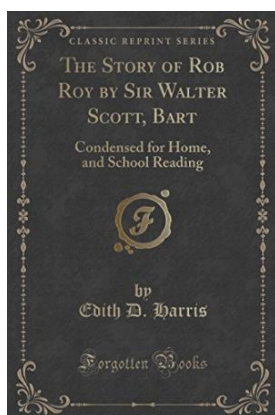 CLASSIC REPRINT SERIES
THE STORY OF ROB
ROY BY SIR WALTER
SCOTT, BART
CONDENSED FOR HOME,
AND SCHOOL READING
F
by
Edith D. Harris
Forgotten Books